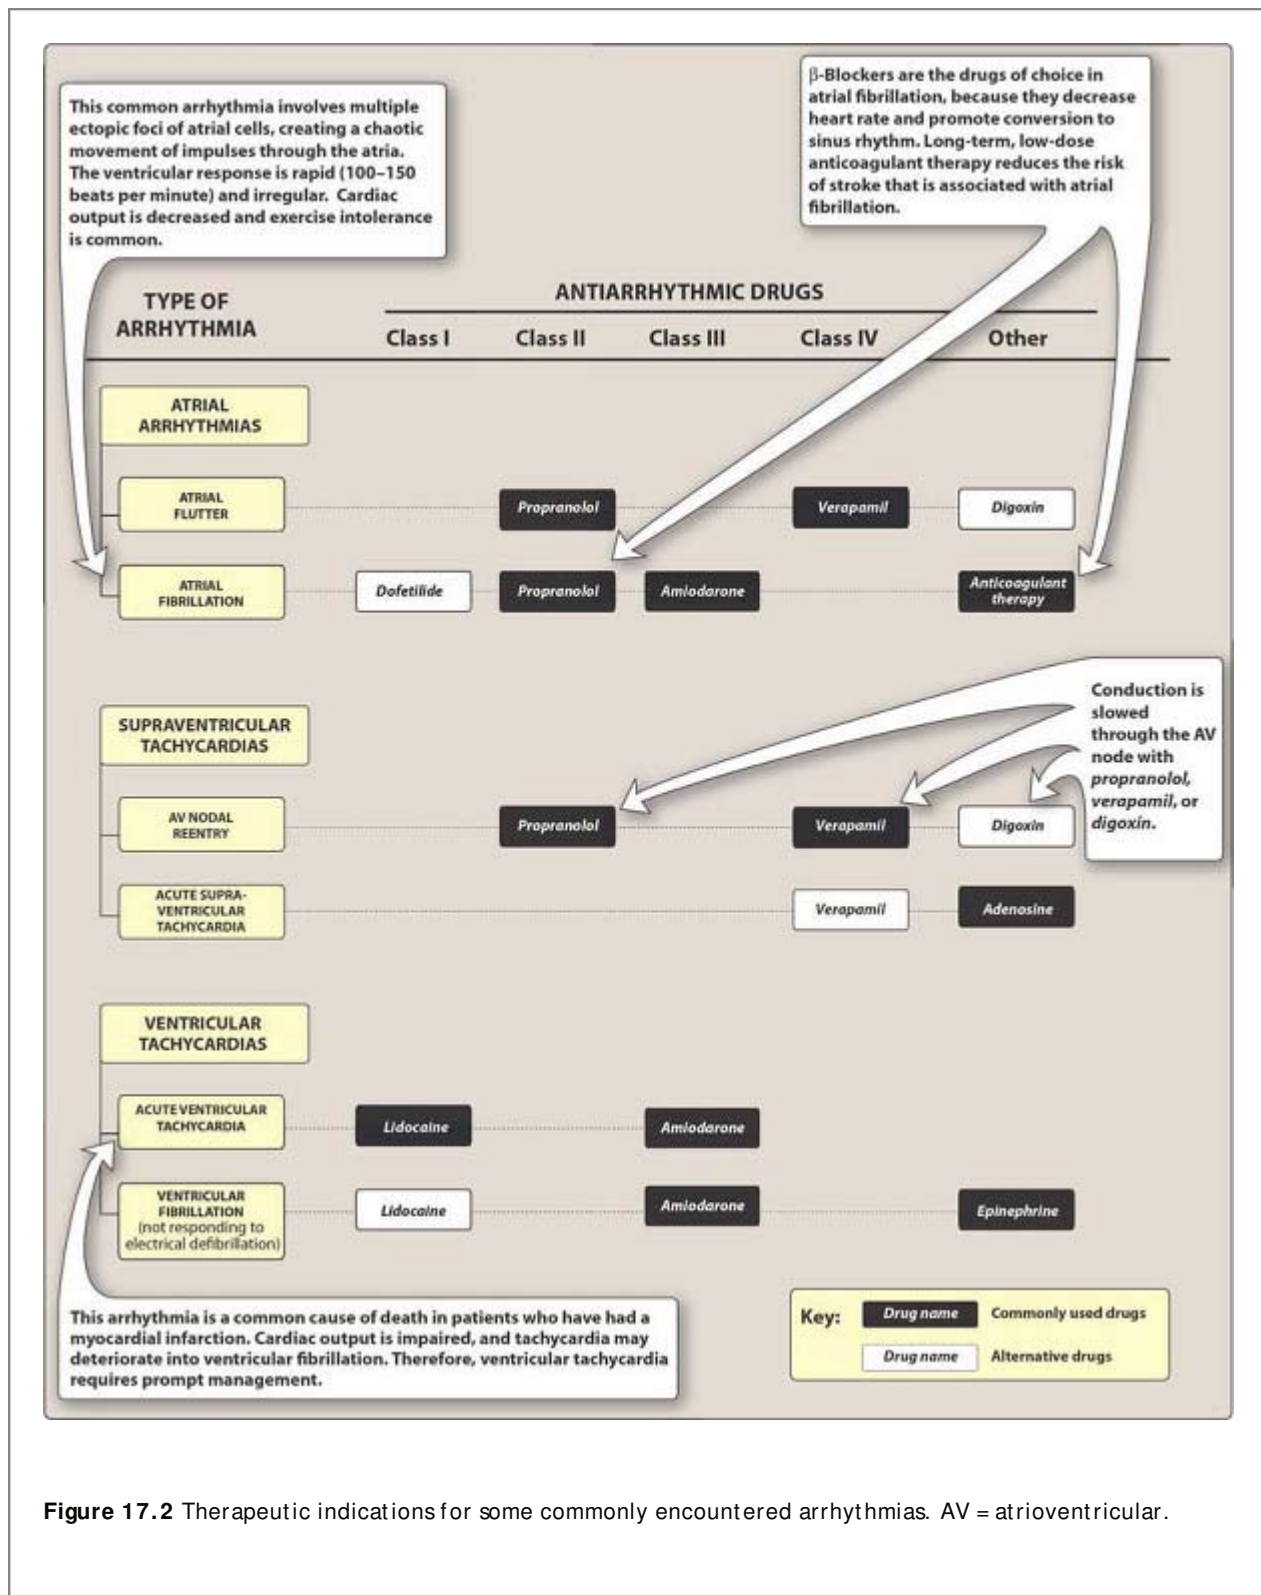 This common arrhythmia involves multiple
ectopic foci of atrial cells, creating a chaotic
movement of impulses through the atria.
The ventricular response is rapid (100–150
beats per minute) and irregular. Cardiac
output is decreased and exercise intolerance
is common.
β-Blockers are the drugs of choice in
atrial fibrillation, because they decrease
heart rate and promote conversion to
sinus rhythm. Long-term, low-dose
anticoagulant therapy reduces the risk
of stroke that is associated with atrial
fibrillation.
TYPE OF
ARRHYTHMIA
ANTIARRHYTHMIC DRUGS
Class I Class II Class III Class IV Other
ATRIAL
ARRHYTHMIAS
ATRIAL
FLUTTER
Propranolol
Verapamil
Digoxin
ATRIAL
FIBRILLATION
Dofetilide
Propranolol
Amiodarone
Anticoagulant
therapy
Conduction is
slowed
through the AV
node with
propranolol,
verapamil, or
digoxin.
SUPRAVENTRICULAR
TACHYCARDIAS
AV NODAL
REENTRY
Propranolol
Verapamil
Digoxin
ACUTE SUPRA-
VENTRICULAR
TACHYCARDIA
Verapamil
Adenosine
VENTRICULAR
TACHYCARDIAS
ACUTE VENTRICULAR
TACHYCARDIA
Lidocaine
Amiodarone
VENTRICULAR
FIBRILLATION
(not responding to
electrical defibrillation)
Lidocaine
Amiodarone
Epinephrine
This arrhythmia is a common cause of death in patients who have had a
myocardial infarction. Cardiac output is impaired, and tachycardia may
deteriorate into ventricular fibrillation. Therefore, ventricular tachycardia
requires prompt management.
Key: Drug name Commonly used drugs
Drug name Alternative drugs
Figure 17.2 Therapeutic indications for some commonly encountered arrhythmias. AV = atrioventricular.